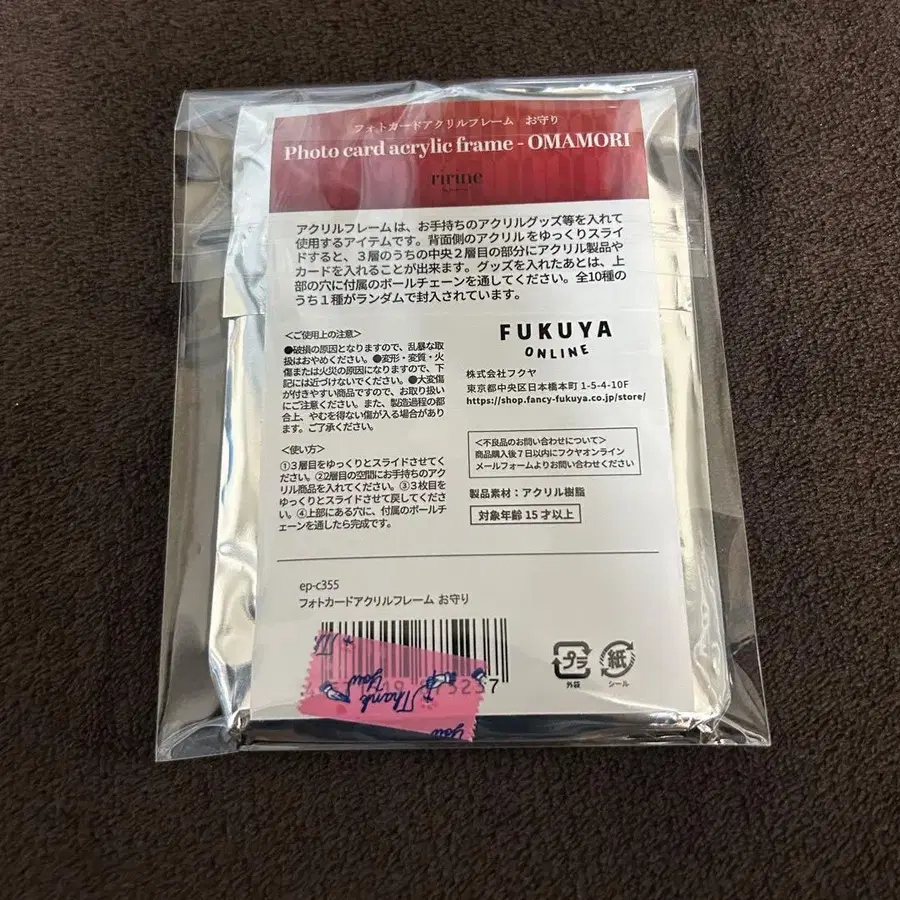 フォトカードアクリルフレーム　お守り
Photo card acrylic frame - OMAMORI
ririne
アクリルフレームは、お手持ちのアクリルグッズ等を入れて
使用するアイテムです。背面側のアクリルをゆっくりスライ
ドすると、３層のうちの中央２層目の部分にアクリル製品や
カードを入れることが出来ます。グッズを入れたあとは、上
部の穴に付属のボールチェーンを通してください。全10種の
うち１種がランダムで封入されています。
＜ご使用上の注意＞
●破損の原因となりますので、乱暴な取
扱はおやめください。●変形・変質・火
傷または火災の原因になりますので、下
記には近づけないでください。●大変傷
が付きやすい商品ですので、お取り扱い
にご注意ください。また、製造過程の都
合上、やむを得ない傷が入る場合があり
ます。ご了承ください。
＜使い方＞
①３層目をゆっくりとスライドさせてくだ
さい。②2層目の空間にお手持ちのアク
リル商品を入れてください。③３枚目を
ゆっくりとスライドさせて戻してくださ
い。④上部にある穴に、付属のボールチ
ェーンを通したら完成です。
FUKUYA
ONLINE
株式会社フクヤ
東京都中央区日本橋本町 1-5-4-10F
https://shop.fancy-fukuya.co.jp/store/
＜不良品のお問い合わせについて＞
商品購入後７日以内にフクヤオンライン
メールフォームよりお問い合わせください
製品素材：アクリル樹脂
対象年齢 15 才以上
ep-c355
フォトカードアクリルフレーム お守り
Thank
you
you
プラ
外袋
紙
シール